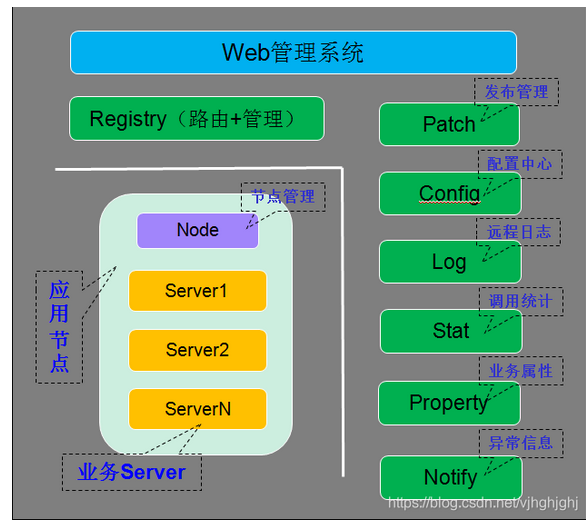 Web管理系统
Registry（路由+管理）
发布管理
Patch
配置中心
Config
节点管理
Node
远程日志
Log
应用节点
Server1
调用统计
Stat
Server2
业务属性
Property
ServerN
异常信息
Notify
业务Server
https://blog.csdn.net/vjhghjghj